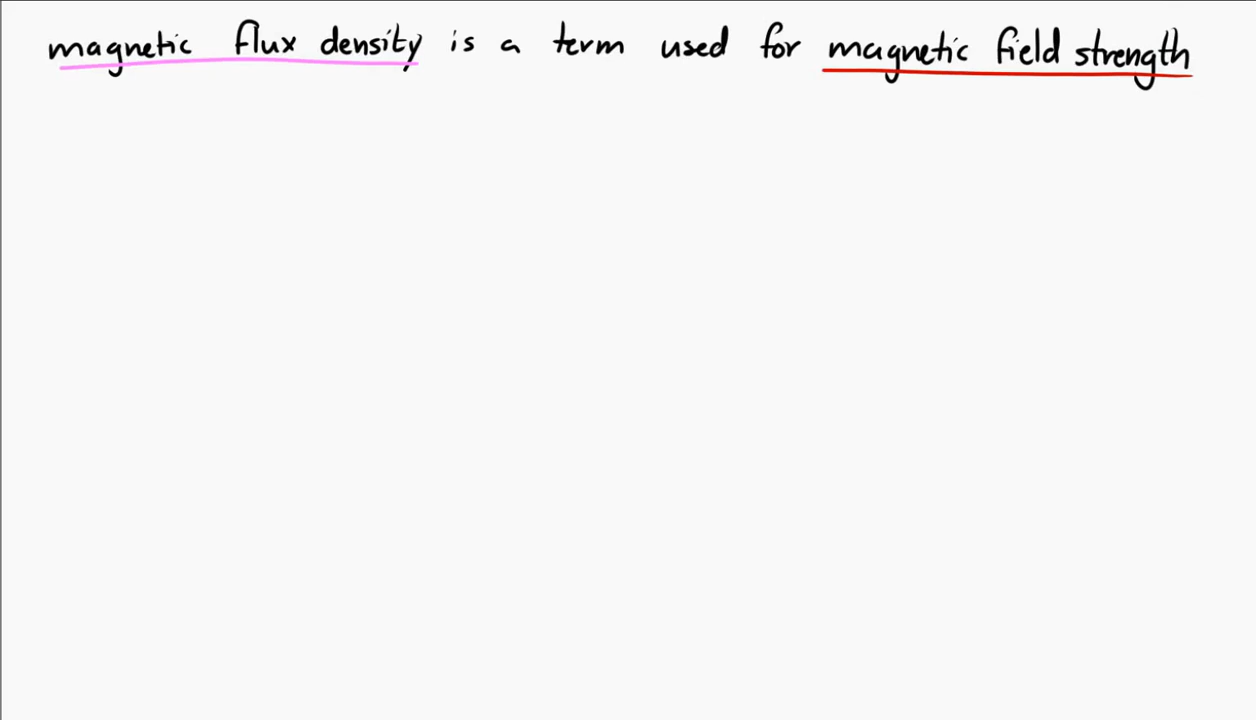 magnetic flux density is a term used for magnetic field strength